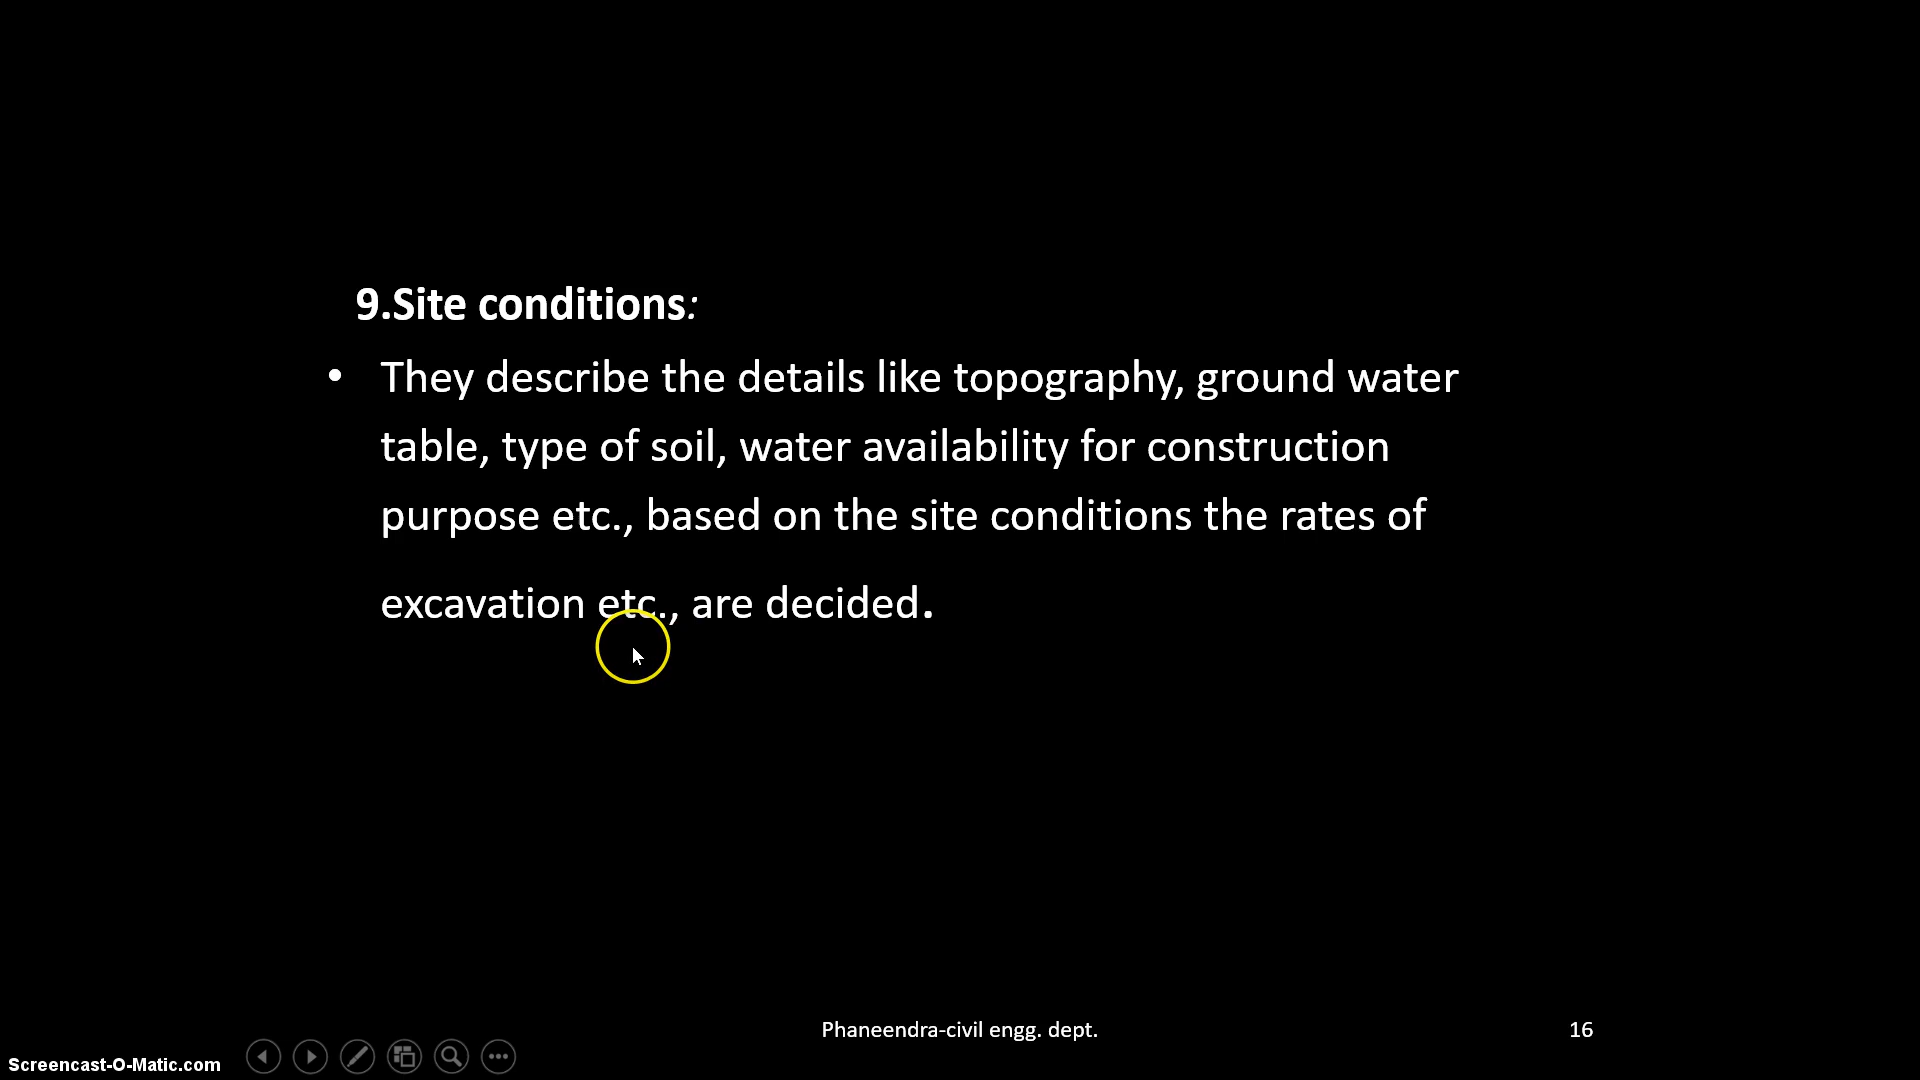 9.Site conditions:
• They describe the details like topography, ground water
table, type of soil, water availability for construction
purpose etc., based on the site conditions the rates of
excavation etc., are decided.
Phaneendra-civil engg. dept.
16
Screencast-O-Matic.com